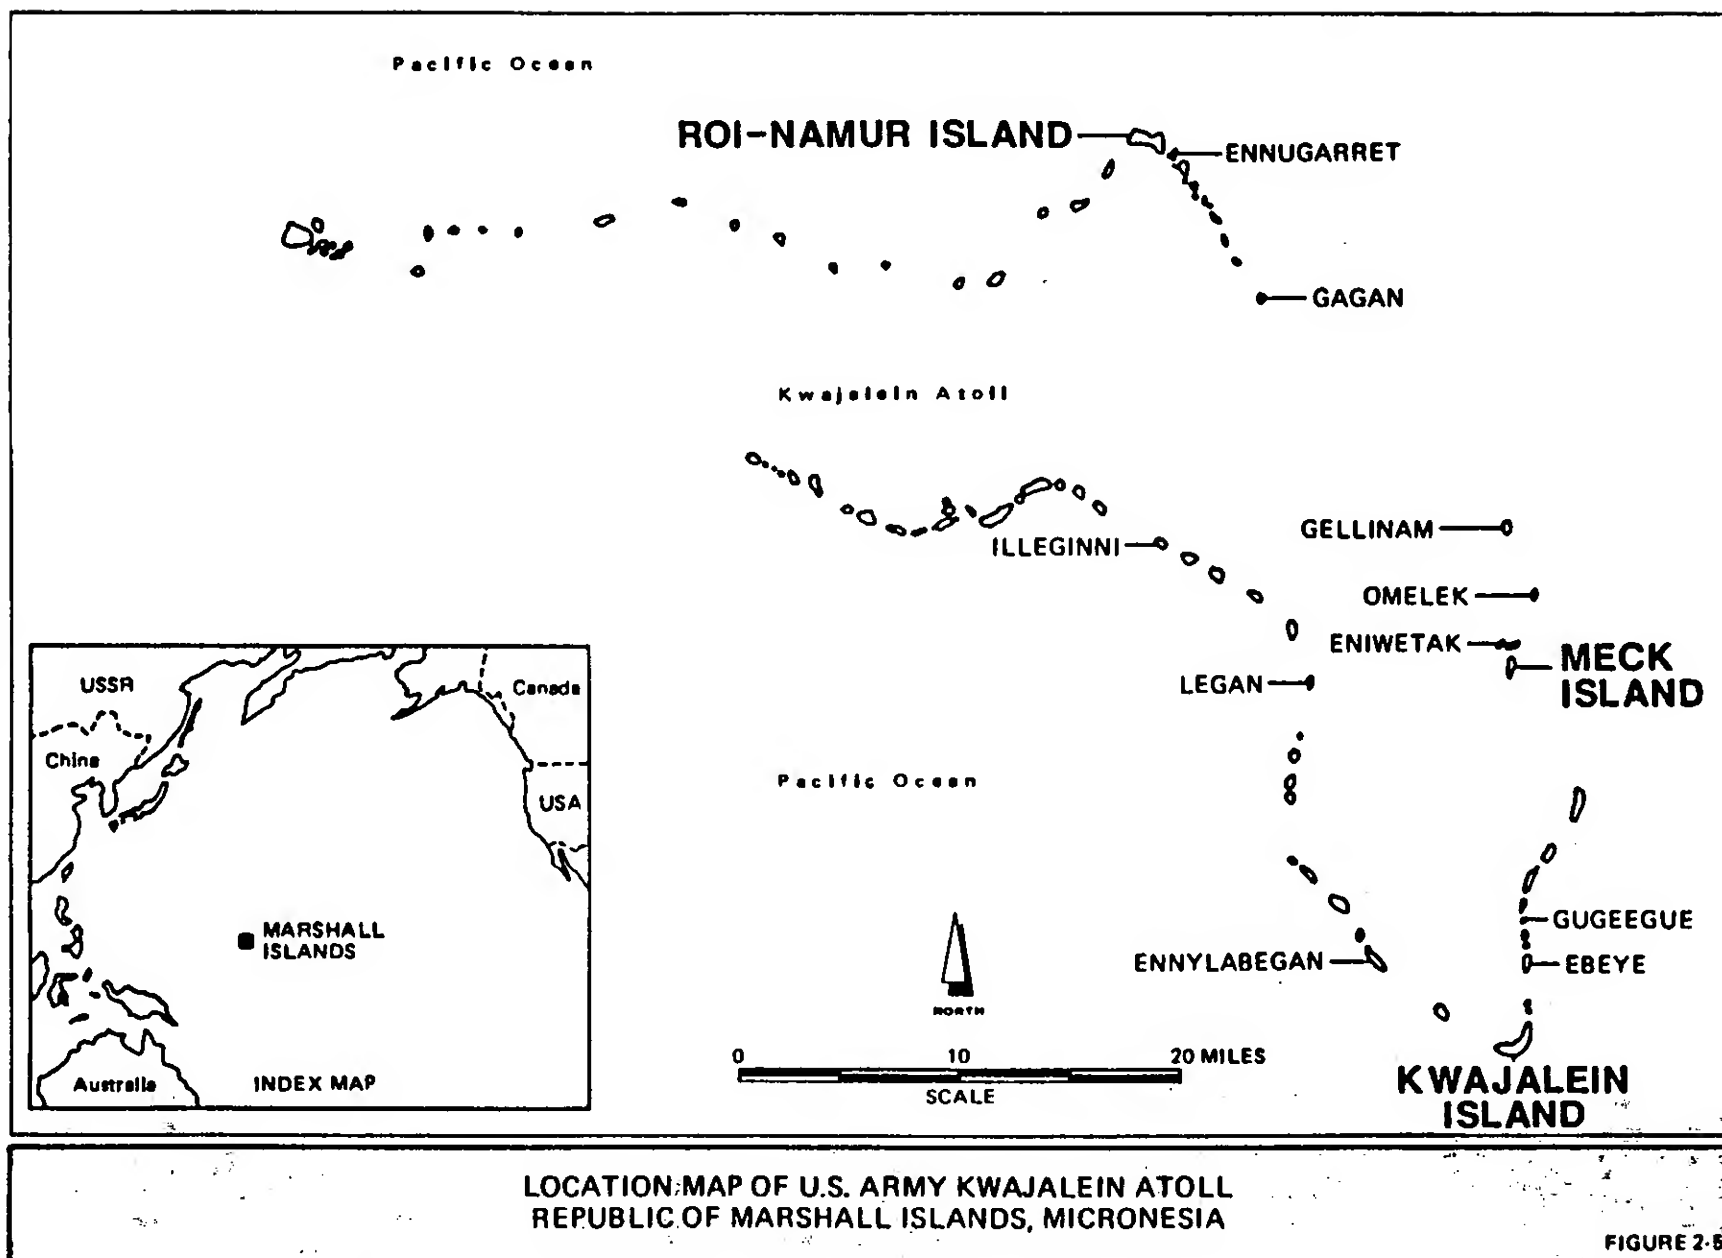 Pacific Ocean
ROI-NAMUR ISLAND
ENNUGARRET
GAGAN
Kwajalein Atoll
GELLINAM
ILLEGINNI
OMELEK
ENIWETAK
MECK
ISLAND
LEGAN
USSR
Canada
China
USA
Pacific Ocean
MARSHALL
ISLANDS
GUGEEGUE
ENNYLABEGAN
EBEYE
NORTH
0 10 20 MILES
SCALE
Australia
INDEX MAP
KWAJALEIN
ISLAND
LOCATION MAP OF U.S. ARMY KWAJALEIN ATOLL
REPUBLIC OF MARSHALL ISLANDS, MICRONESIA
FIGURE